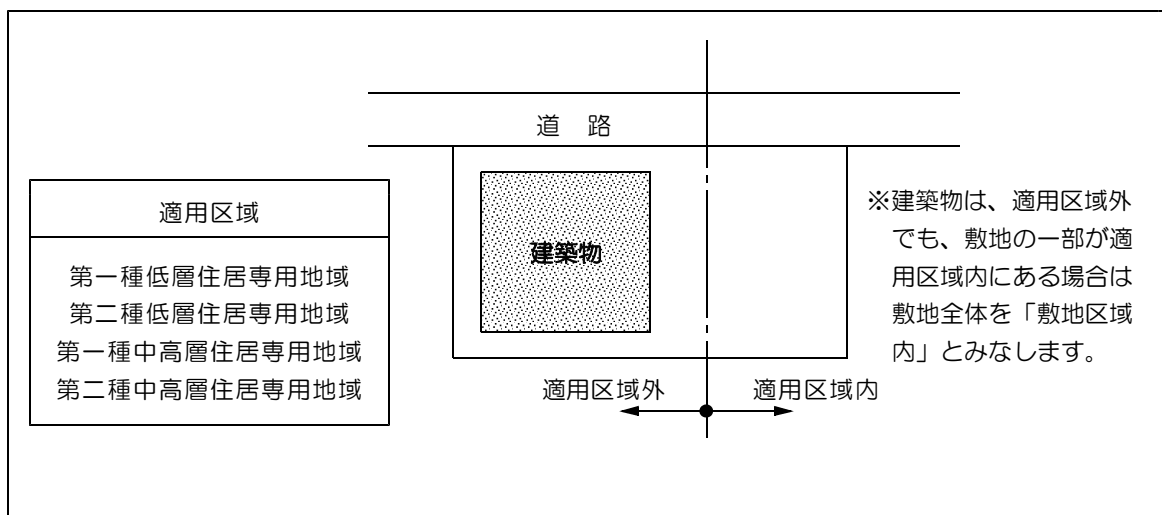 道 路
適用区域
第一種低層住居専用地域
第二種低層住居専用地域
第一種中高層住居専用地域
第二種中高層住居専用地域
建築物
※建築物は、適用区域外
でも、敷地の一部が適
用区域内にある場合は
敷地全体を「敷地区域
内」とみなします。
適用区域外
適用区域内